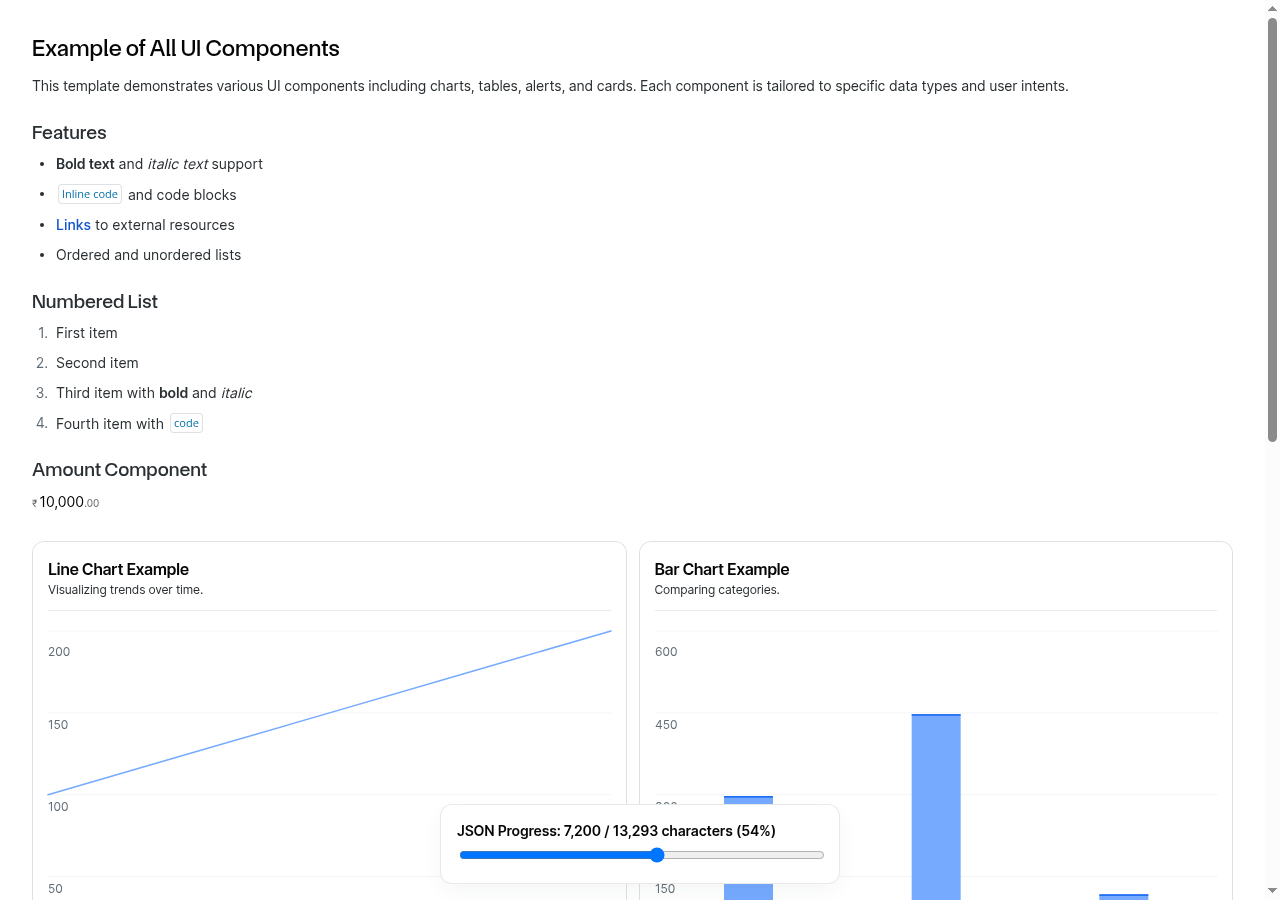 Example of All UI Components
This template demonstrates various UI components including charts, tables, alerts, and cards. Each component is tailored to specific data types and user intents.
Features
• Bold text and italic text support
• Inline code and code blocks
• Links to external resources
• Ordered and unordered lists
Numbered List
1. First item
2. Second item
3. Third item with bold and italic
4. Fourth item with code
Amount Component
₹10,000.00
Line Chart Example
Visualizing trends over time.
200
150
100
50
Bar Chart Example
Comparing categories.
600
450
150
JSON Progress: 7,200 / 13,293 characters (54%)